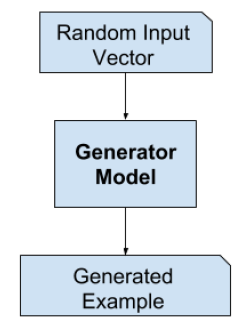 Random Input
Vector
Generator
Model
Generated
Example